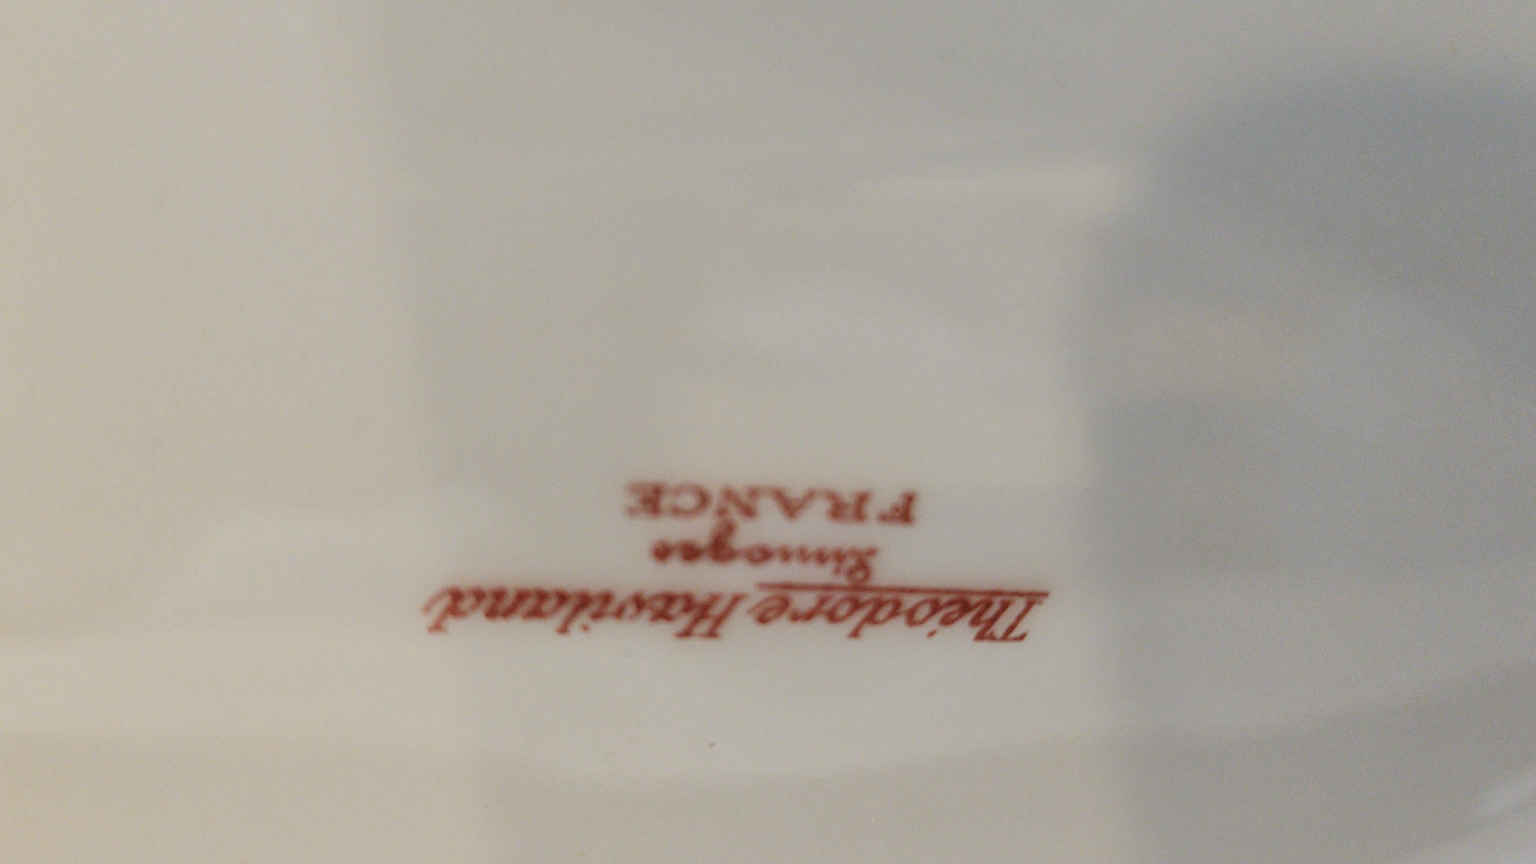 Théodore Haviland
Limoges
FRANCE